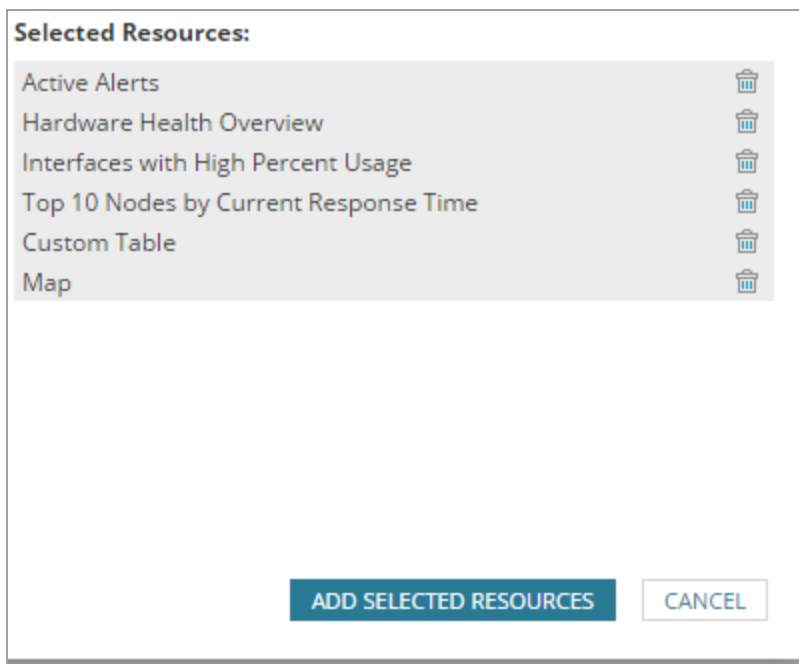 Selected Resources:
Active Alerts
Hardware Health Overview
Interfaces with High Percent Usage
Top 10 Nodes by Current Response Time
Custom Table
Map
ADD SELECTED RESOURCES
CANCEL